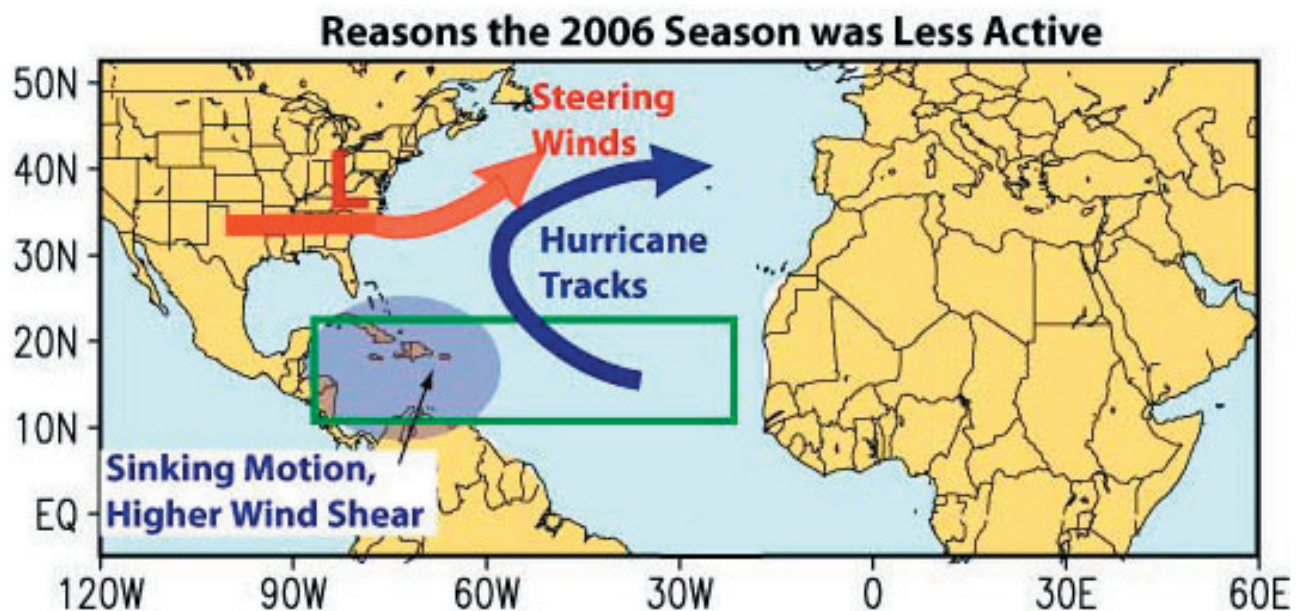 Reasons the 2006 Season was Less Active
50N
Steering
Winds
40N
L
30N
Hurricane
Tracks
20N
10N
Sinking Motion,
Higher Wind Shear
EQ
120W 90W 60W 30W 0 30E 60E